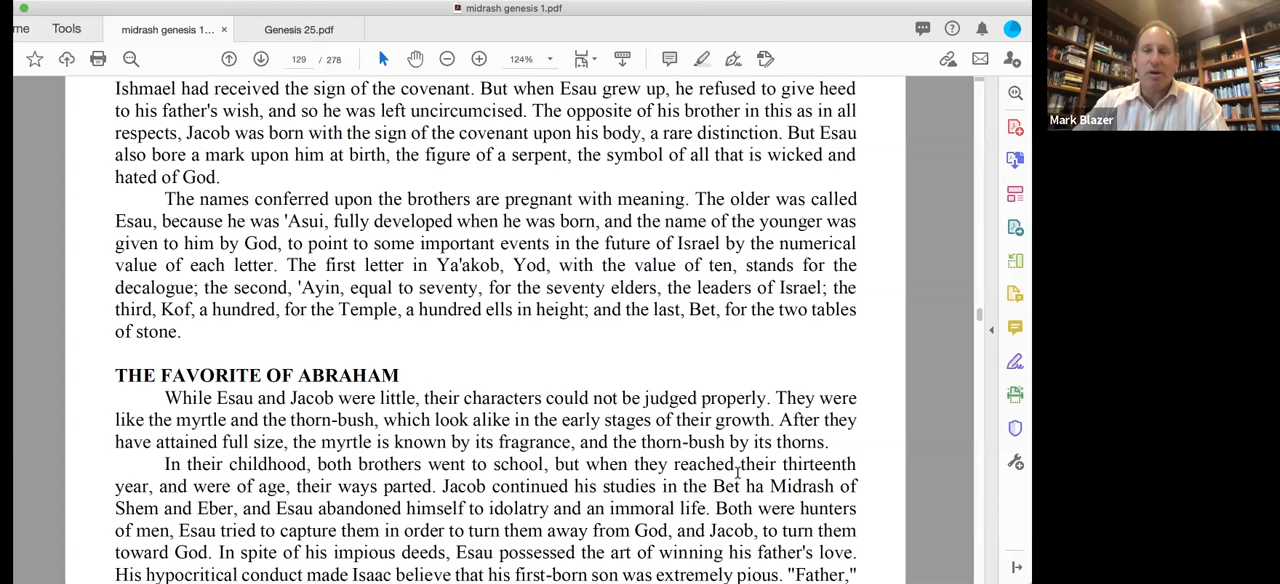 midrash genesis 1.pdf
me Tools midrash genesis 1... × Genesis 25.pdf
129 / 278 124%
Ishmael had received the sign of the covenant. But when Esau grew up, he refused to give heed
to his father's wish, and so he was left uncircumcised. The opposite of his brother in this as in all
respects, Jacob was born with the sign of the covenant upon his body, a rare distinction. But Esau
also bore a mark upon him at birth, the figure of a serpent, the symbol of all that is wicked and
hated of God.
The names conferred upon the brothers are pregnant with meaning. The older was called
Esau, because he was 'Asui, fully developed when he was born, and the name of the younger was
given to him by God, to point to some important events in the future of Israel by the numerical
value of each letter. The first letter in Ya'akob, Yod, with the value of ten, stands for the
decalogue; the second, 'Ayin, equal to seventy, for the seventy elders, the leaders of Israel; the
third, Kof, a hundred, for the Temple, a hundred ells in height; and the last, Bet, for the two tables
of stone.
THE FAVORITE OF ABRAHAM
While Esau and Jacob were little, their characters could not be judged properly. They were
like the myrtle and the thorn-bush, which look alike in the early stages of their growth. After they
have attained full size, the myrtle is known by its fragrance, and the thorn-bush by its thorns.
In their childhood, both brothers went to school, but when they reached their thirteenth
year, and were of age, their ways parted. Jacob continued his studies in the Bet ha Midrash of
Shem and Eber, and Esau abandoned himself to idolatry and an immoral life. Both were hunters
of men, Esau tried to capture them in order to turn them away from God, and Jacob, to turn them
toward God. In spite of his impious deeds, Esau possessed the art of winning his father's love.
His hypocritical conduct made Isaac believe that his first-born son was extremely pious. "Father,"
Mark Blazer